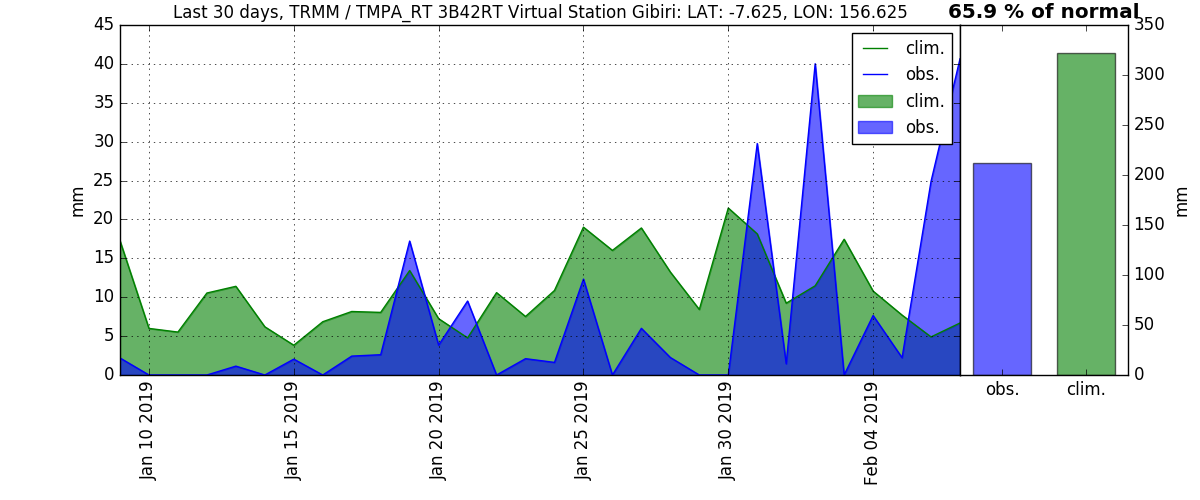 Last 30 days, TRMM / TMPA_RT 3B42RT Virtual Station Gibiri: LAT: -7.625, LON: 156.625
65.9 % of normal
45
40
35
30
25
20
15
10
5
0
mm
clim.
obs.
clim.
obs.
Jan 10 2019
Jan 15 2019
Jan 20 2019
Jan 25 2019
Jan 30 2019
Feb 04 2019
350
300
250
200
150
100
50
0
mm
obs.
clim.